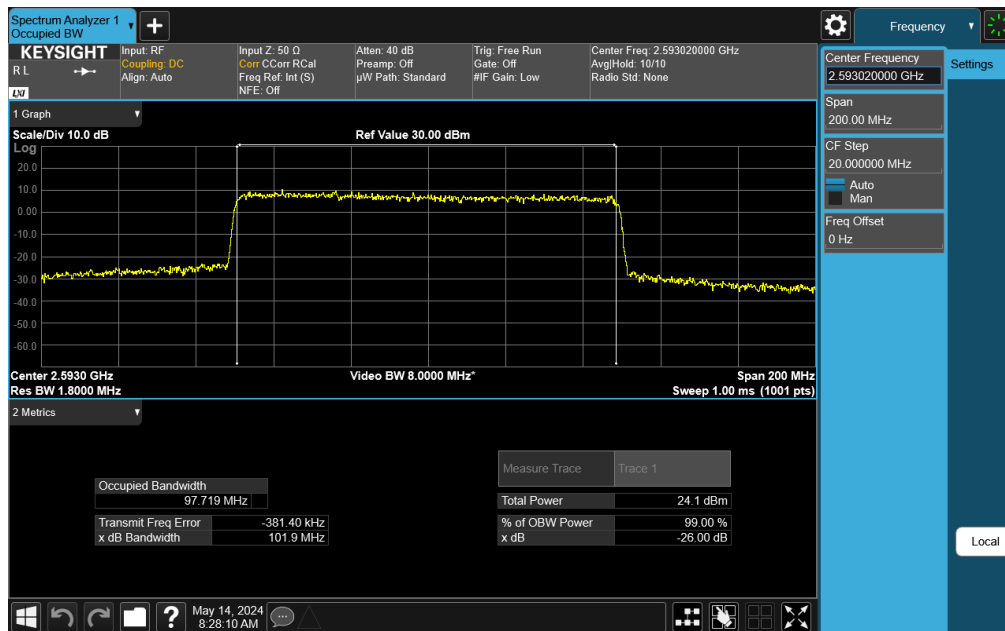 Spectrum Analyzer 1
Occupied BW
Frequency
KEYSIGHT
R L
LXI
Input: RF
Coupling: DC
Align: Auto
Input Z: 50 Ω
Corr CCorr RCal
Freq Ref: Int (S)
NFE: Off
Atten: 40 dB
Preamp: Off
µW Path: Standard
Trig: Free Run
Gate: Off
#IF Gain: Low
Center Freq: 2.593020000 GHz
Avg|Hold: 10/10
Radio Std: None
Center Frequency
2.593020000 GHz
Settings
Span
200.00 MHz
CF Step
20.000000 MHz
Auto
Man
Freq Offset
0 Hz
Local
1 Graph
Scale/Div 10.0 dB
Ref Value 30.00 dBm
Log
20.0
10.0
0.00
-10.0
-20.0
-30.0
-40.0
-50.0
-60.0
Center 2.5930 GHz
Video BW 8.0000 MHz*
Span 200 MHz
Res BW 1.8000 MHz
Sweep 1.00 ms (1001 pts)
2 Metrics
Measure Trace Trace 1
Occupied Bandwidth
97.719 MHz
Total Power 24.1 dBm
Transmit Freq Error -381.40 kHz
% of OBW Power 99.00 %
x dB Bandwidth 101.9 MHz
x dB -26.00 dB
May 14, 2024
8:28:10 AM